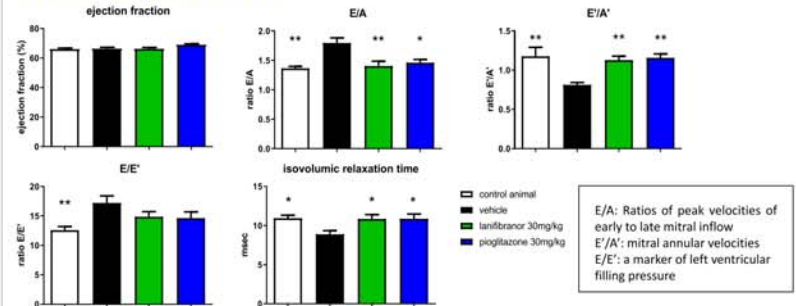 ejection fraction
ejection fraction (%)
80
60
40
20
0
E/A
ratio E/A
2.0
1.5
1.0
0.5
0.0
** ** *
E'/A'
ratio E'/A'
1.5
1.0
0.5
0.0
** ** **
E/E'
ratio E/E'
20
15
10
5
0
**
isovolumic relaxation time
msec
15
10
5
0
* * *
control animal
vehicle
lanifibranor 30mg/kg
pioglitazone 30mg/kg
E/A: Ratios of peak velocities of
early to late mitral inflow
E'/A': mitral annular velocities
E/E': a marker of left ventricular
filling pressure